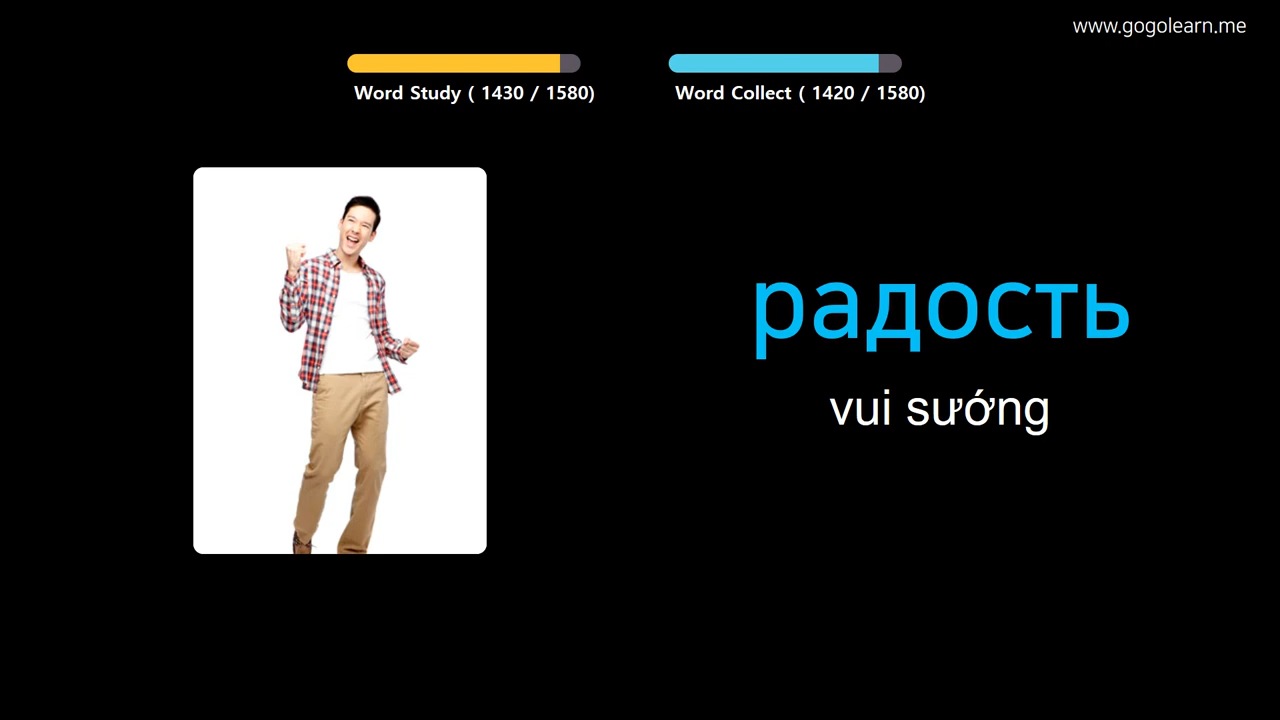 www.gogolearn.me
Word Study ( 1430 / 1580)
Word Collect ( 1420 / 1580)
радость
vui sướng